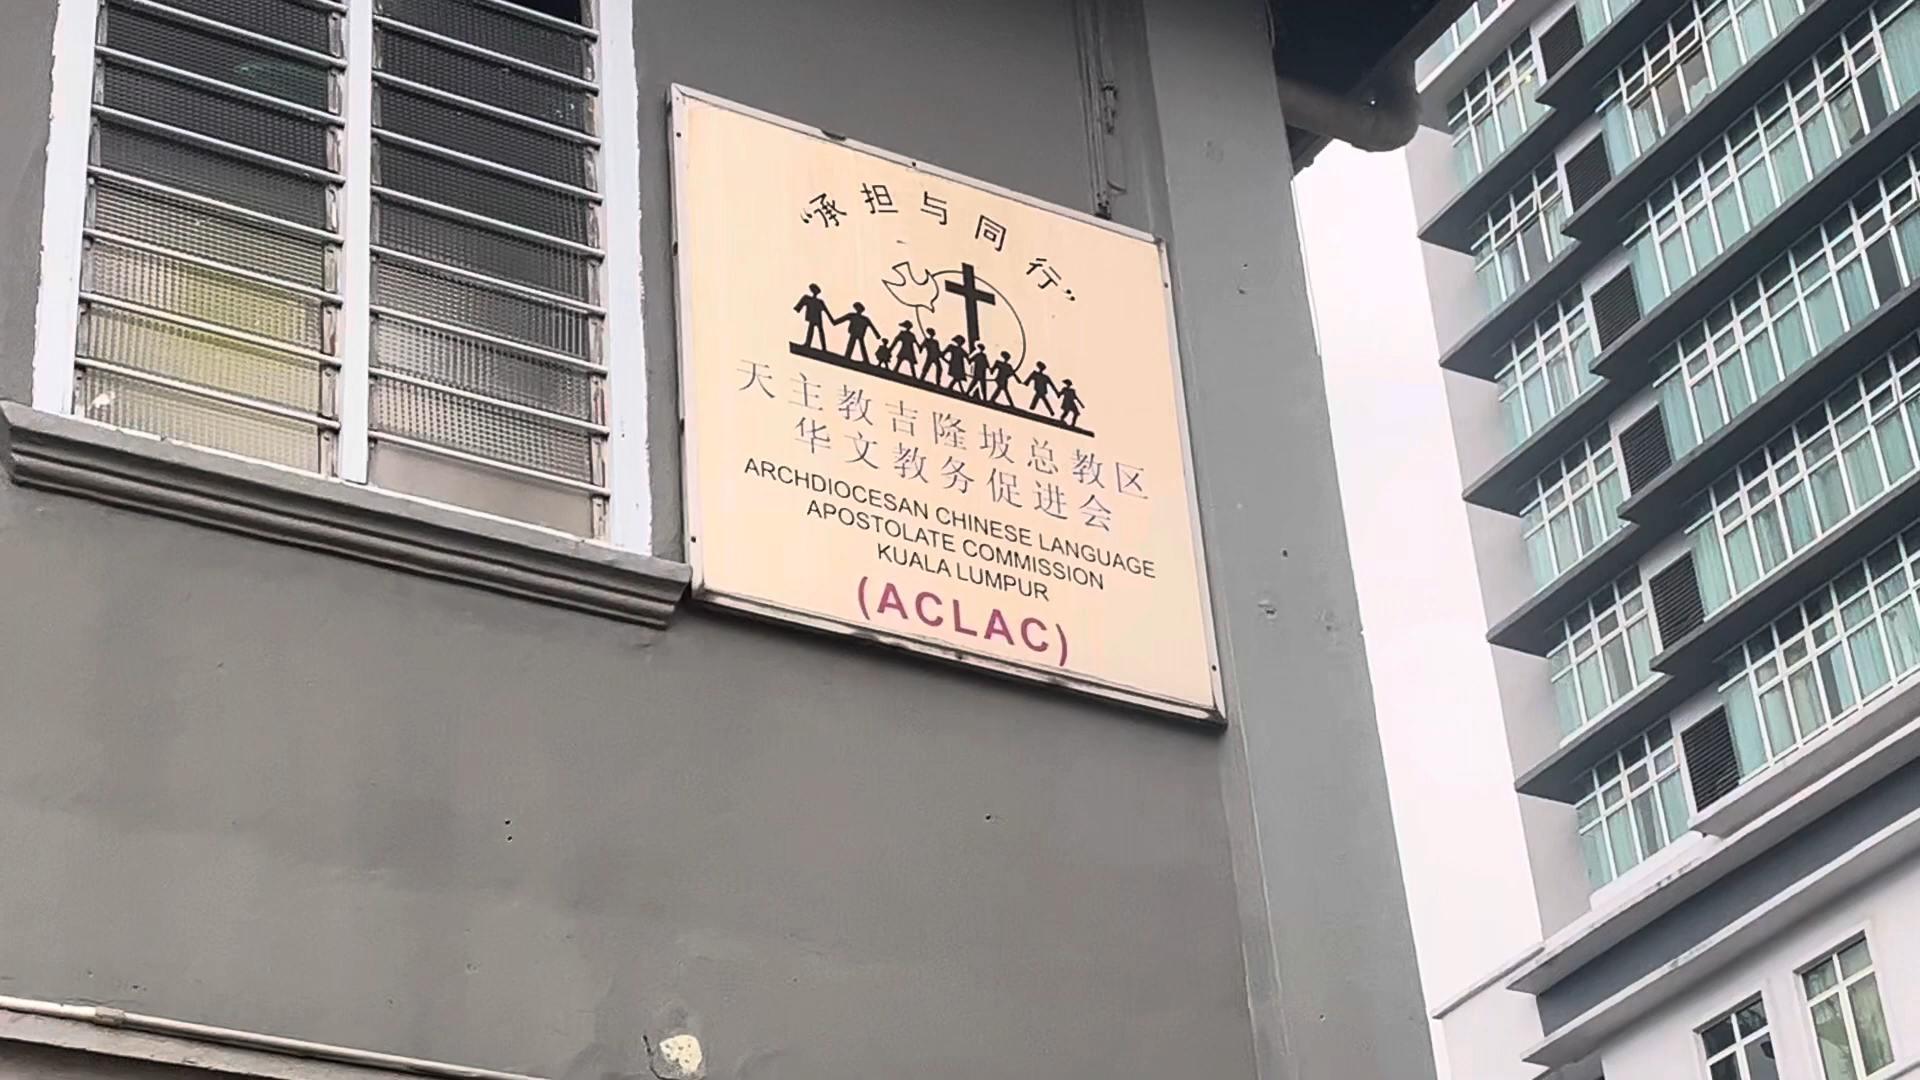 “承担与同行”
天主教吉隆坡总教区
华文教务促进会
ARCHDIOCESAN CHINESE LANGUAGE
APOSTOLATE COMMISSION
KUALA LUMPUR
(ACLAC)